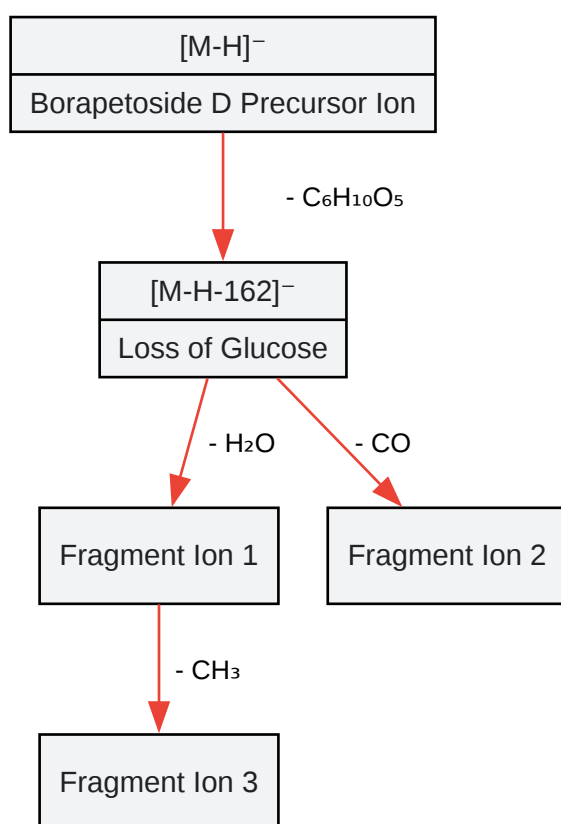 [M-H]⁻
Borapetoside D Precursor Ion
- C₆H₁₀O₅
[M-H-162]⁻
Loss of Glucose
- H₂O
- CO
Fragment Ion 1
Fragment Ion 2
- CH₃
Fragment Ion 3